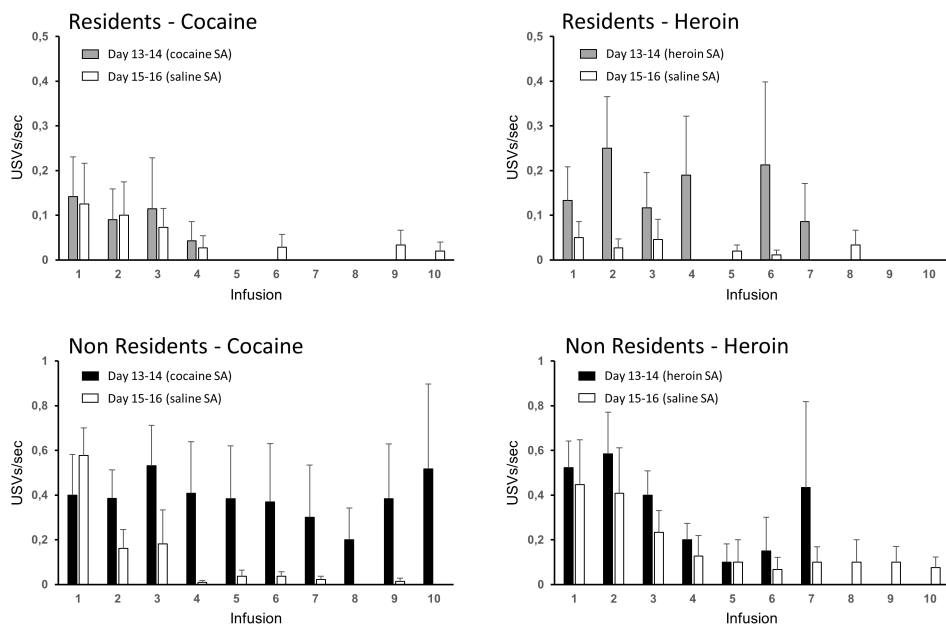 Residents - Cocaine
0,5
0,4
0,3
0,2
0,1
0
USVs/sec
Day 13-14 (cocaine SA)
Day 15-16 (saline SA)
1 2 3 4 5 6 7 8 9 10
Infusion
Residents - Heroin
0,5
0,4
0,3
0,2
0,1
0
USVs/sec
Day 13-14 (heroin SA)
Day 15-16 (saline SA)
1 2 3 4 5 6 7 8 9 10
Infusion
Non Residents - Cocaine
1
0,8
0,6
0,4
0,2
0
USVs/sec
Day 13-14 (cocaine SA)
Day 15-16 (saline SA)
1 2 3 4 5 6 7 8 9 10
Infusion
Non Residents - Heroin
1
0,8
0,6
0,4
0,2
0
USVs/sec
Day 13-14 (heroin SA)
Day 15-16 (saline SA)
1 2 3 4 5 6 7 8 9 10
Infusion